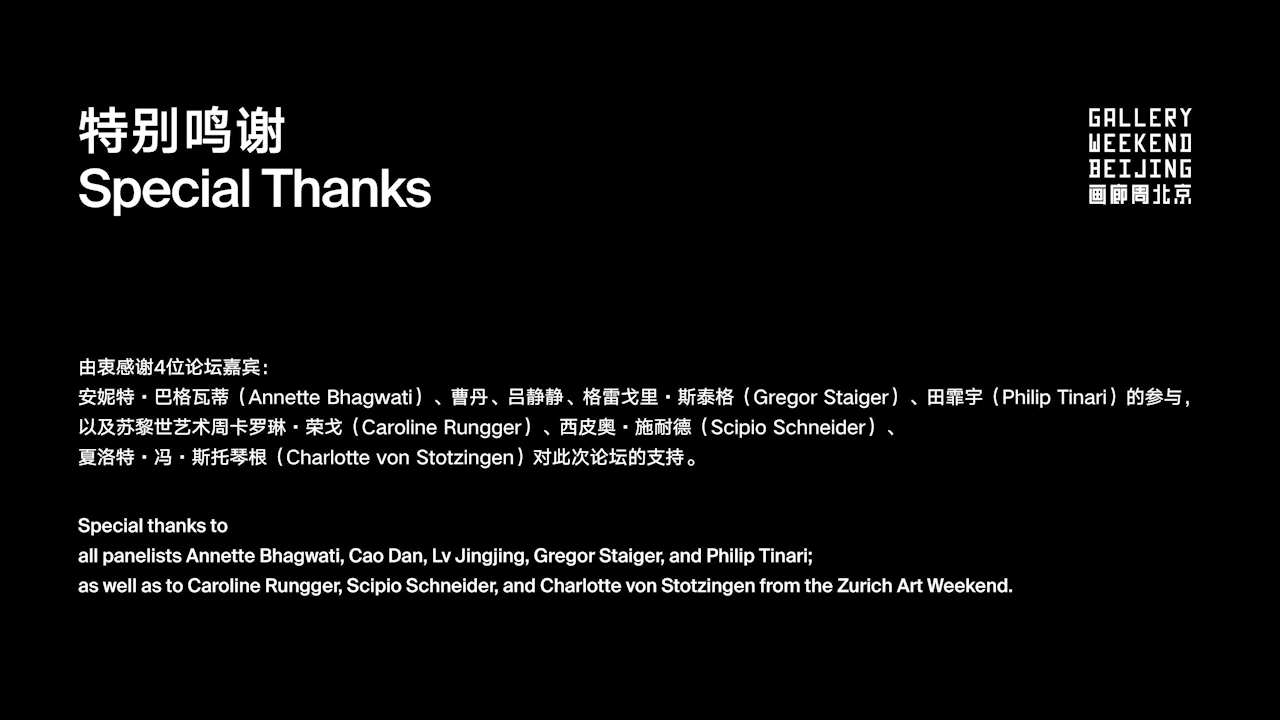 特别鸣谢
Special Thanks
GALLERY
WEEKEND
BEIJING
画廊周北京
由衷感谢4位论坛嘉宾：
安妮特·巴格瓦蒂（Annette Bhagwati）、曹丹、吕静静、格雷戈里·斯泰格（Gregor Staiger）、田霏宇（Philip Tinari）的参与，
以及苏黎世艺术周卡罗琳·荣戈（Caroline Rungger）、西皮奥·施耐德（Scipio Schneider）、
夏洛特·冯·斯托琴根（Charlotte von Stotzingen）对此次论坛的支持。
Special thanks to
all panelists Annette Bhagwati, Cao Dan, Lv Jingjing, Gregor Staiger, and Philip Tinari;
as well as to Caroline Rungger, Scipio Schneider, and Charlotte von Stotzingen from the Zurich Art Weekend.